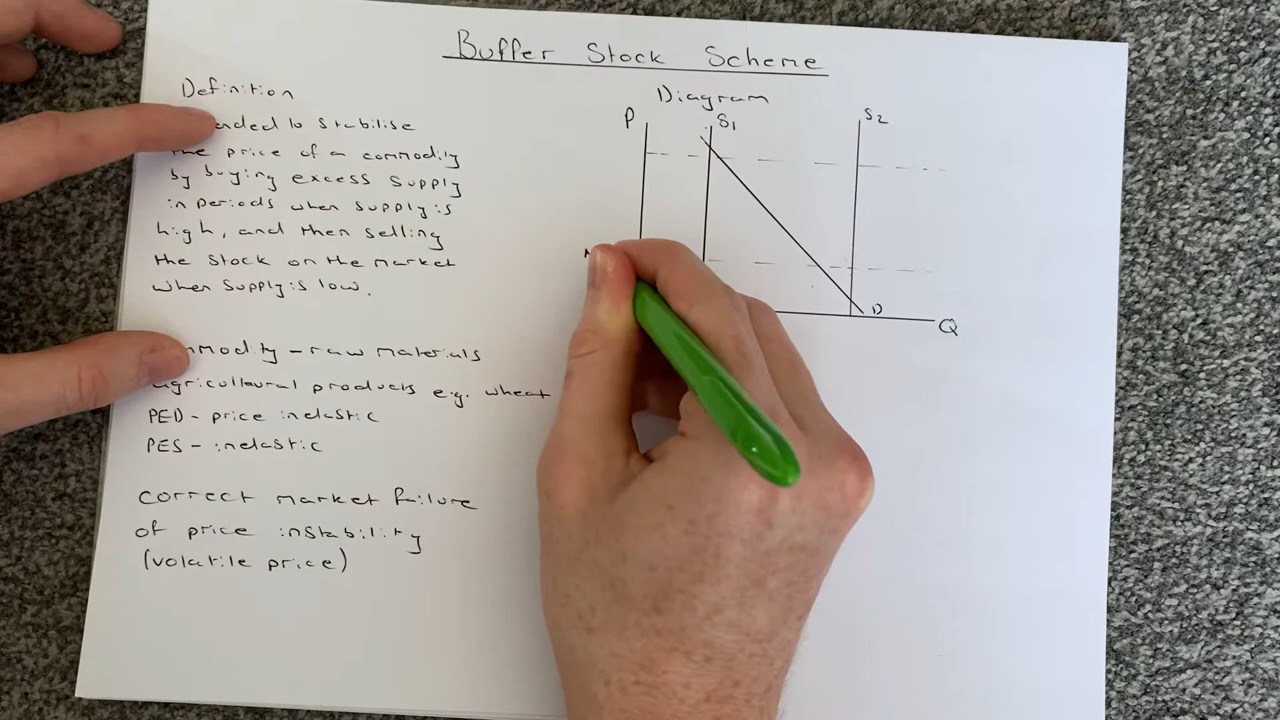 Buffer Stock Scheme
Definition
to stabilise
the price of a commodity
by buying excess supply
in periods when supply is
high, and then selling
the stock on the market
when supply is low.
- raw materials
products e.g. wheat
PED - price inelastic
PES - inelastic
correct market failure
of price instability
(volatile price)
Diagram
P
S1
S2
D
Q